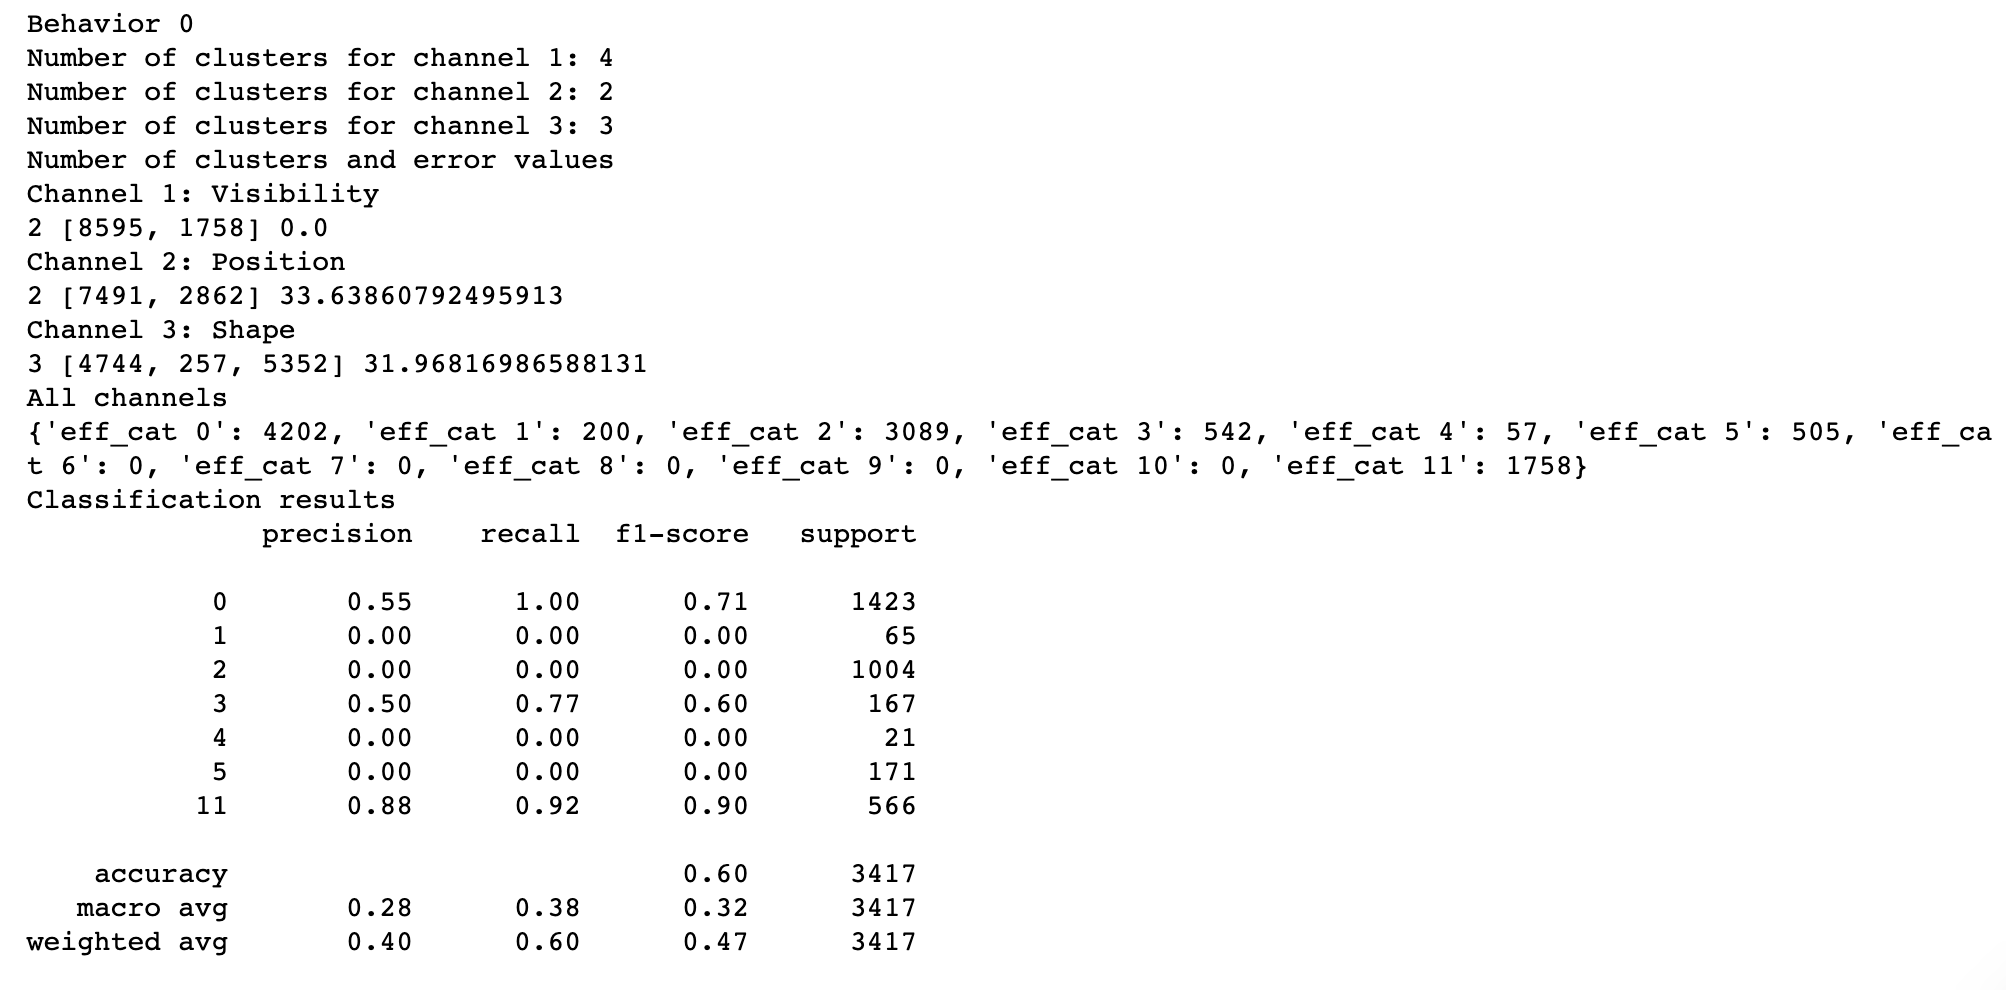 Behavior 0
Number of clusters for channel 1: 4
Number of clusters for channel 2: 2
Number of clusters for channel 3: 3
Number of clusters and error values
Channel 1: Visibility
2 [8595, 1758] 0.0
Channel 2: Position
2 [7491, 2862] 33.63860792495913
Channel 3: Shape
3 [4744, 257, 5352] 31.96816986588131
All channels
{'eff_cat 0': 4202, 'eff_cat 1': 200, 'eff_cat 2': 3089, 'eff_cat 3': 542, 'eff_cat 4': 57, 'eff_cat 5': 505, 'eff_ca
t 6': 0, 'eff_cat 7': 0, 'eff_cat 8': 0, 'eff_cat 9': 0, 'eff_cat 10': 0, 'eff_cat 11': 1758}
Classification results
precision recall f1-score support
0 0.55 1.00 0.71 1423
1 0.00 0.00 0.00 65
2 0.00 0.00 0.00 1004
3 0.50 0.77 0.60 167
4 0.00 0.00 0.00 21
5 0.00 0.00 0.00 171
11 0.88 0.92 0.90 566
accuracy 0.60 3417
macro avg 0.28 0.38 0.32 3417
weighted avg 0.40 0.60 0.47 3417